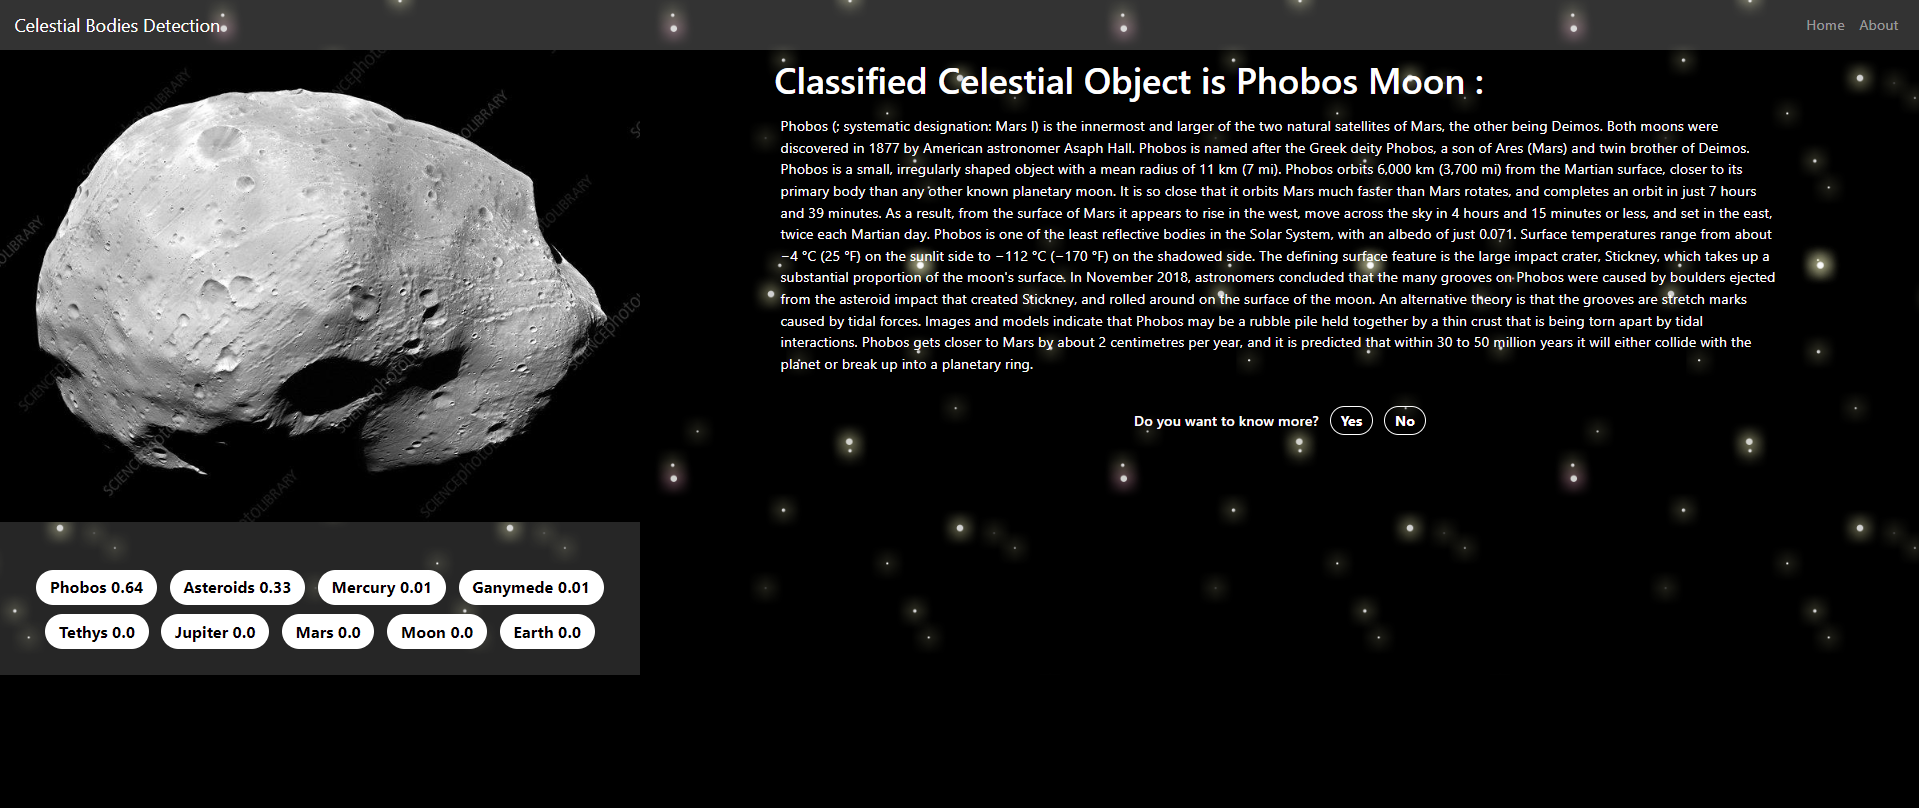 Celestial Bodies Detection
Home About
Classified Celestial Object is Phobos Moon :
Phobos (; systematic designation: Mars I) is the innermost and larger of the two natural satellites of Mars, the other being Deimos. Both moons were
discovered in 1877 by American astronomer Asaph Hall. Phobos is named after the Greek deity Phobos, a son of Ares (Mars) and twin brother of Deimos.
Phobos is a small, irregularly shaped object with a mean radius of 11 km (7 mi). Phobos orbits 6,000 km (3,700 mi) from the Martian surface, closer to its
primary body than any other known planetary moon. It is so close that it orbits Mars much faster than Mars rotates, and completes an orbit in just 7 hours
and 39 minutes. As a result, from the surface of Mars it appears to rise in the west, move across the sky in 4 hours and 15 minutes or less, and set in the east,
twice each Martian day. Phobos is one of the least reflective bodies in the Solar System, with an albedo of just 0.071. Surface temperatures range from about
−4 °C (25 °F) on the sunlit side to −112 °C (−170 °F) on the shadowed side. The defining surface feature is the large impact crater, Stickney, which takes up a
substantial proportion of the moon's surface. In November 2018, astronomers concluded that the many grooves on Phobos were caused by boulders ejected
from the asteroid impact that created Stickney, and rolled around on the surface of the moon. An alternative theory is that the grooves are stretch marks
caused by tidal forces. Images and models indicate that Phobos may be a rubble pile held together by a thin crust that is being torn apart by tidal
interactions. Phobos gets closer to Mars by about 2 centimetres per year, and it is predicted that within 30 to 50 million years it will either collide with the
planet or break up into a planetary ring.
Do you want to know more? Yes No
Phobos 0.64 Asteroids 0.33 Mercury 0.01 Ganymede 0.01
Tethys 0.0 Jupiter 0.0 Mars 0.0 Moon 0.0 Earth 0.0